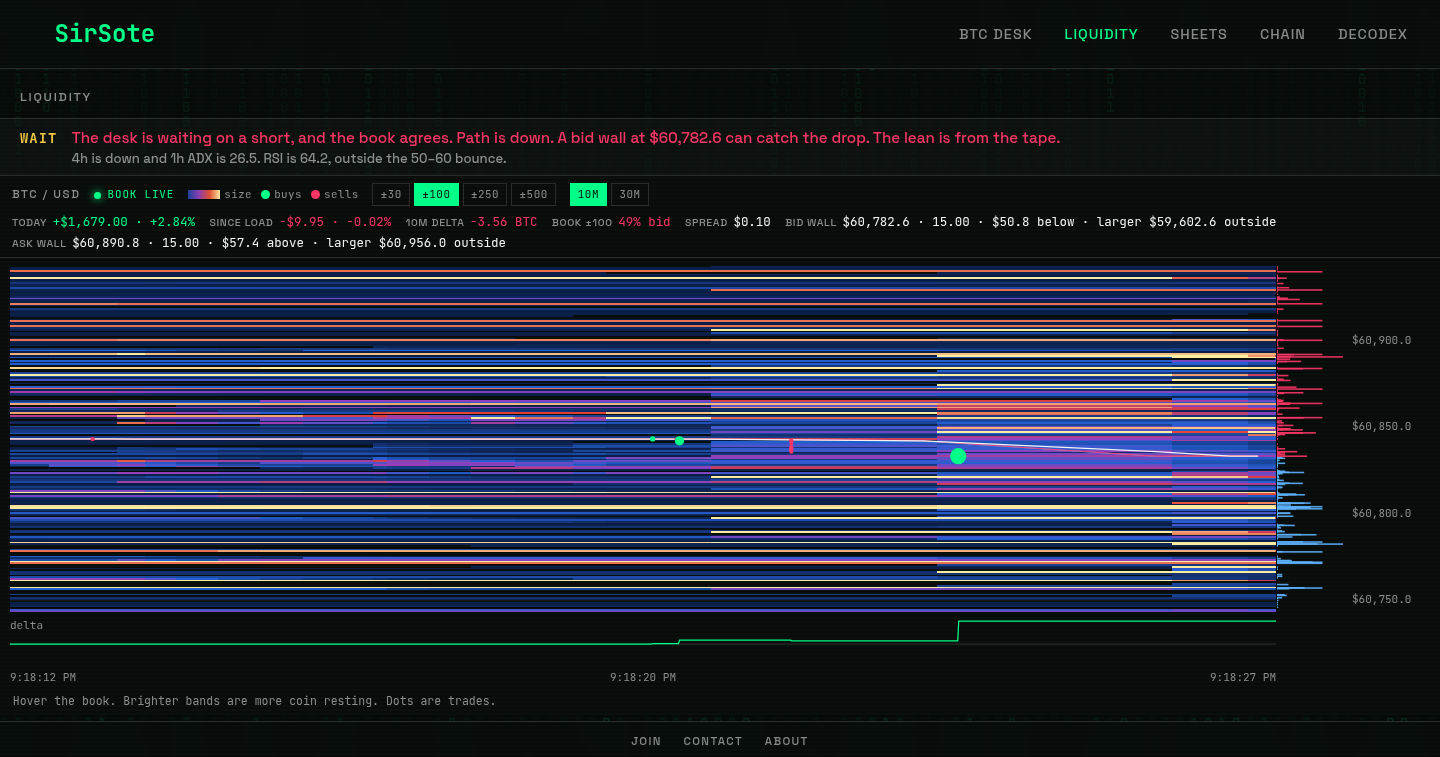 SirSote
BTC DESK LIQUIDITY SHEETS CHAIN DECODEX
LIQUIDITY
WAIT The desk is waiting on a short, and the book agrees. Path is down. A bid wall at $60,782.6 can catch the drop. The lean is from the tape.
4h is down and 1h ADX is 26.5. RSI is 64.2, outside the 50–60 bounce.
BTC / USD BOOK LIVE size buys sells ±30 ±100 ±250 ±500 10M 30M
TODAY +$1,679.00 · +2.84% SINCE LOAD -$9.95 · -0.02% 10M DELTA -3.56 BTC BOOK ±100 49% bid SPREAD $0.10 BID WALL $60,782.6 · 15.00 · $50.8 below · larger $59,602.6 outside
ASK WALL $60,890.8 · 15.00 · $57.4 above · larger $60,956.0 outside
$60,900.0
$60,850.0
$60,800.0
$60,750.0
delta
9:18:12 PM 9:18:20 PM 9:18:27 PM
Hover the book. Brighter bands are more coin resting. Dots are trades.
JOIN CONTACT ABOUT